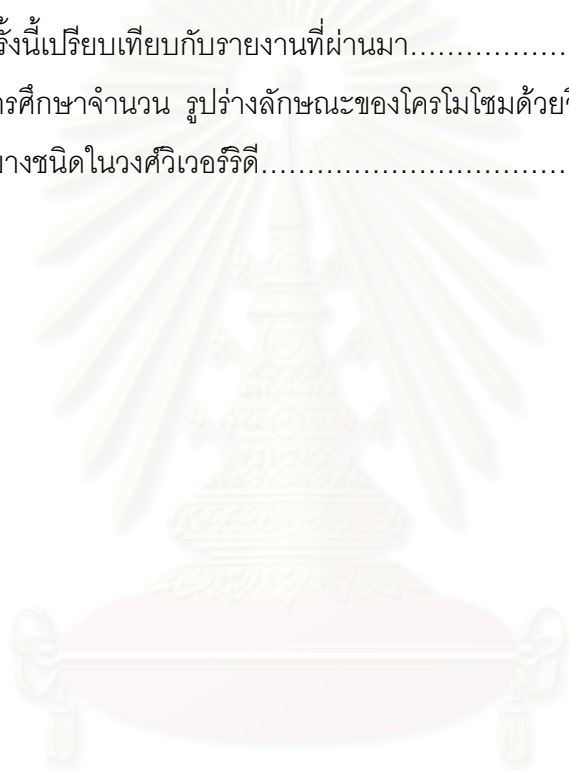 รั้งนี้เปรียบเทียบกับรายงานที่ผ่านมา.................
ารศึกษาจำนวน รูปร่างลักษณะของโครโมโซมด้วย
บางชนิดในวงศ์วิเวอร์ริดี.................................